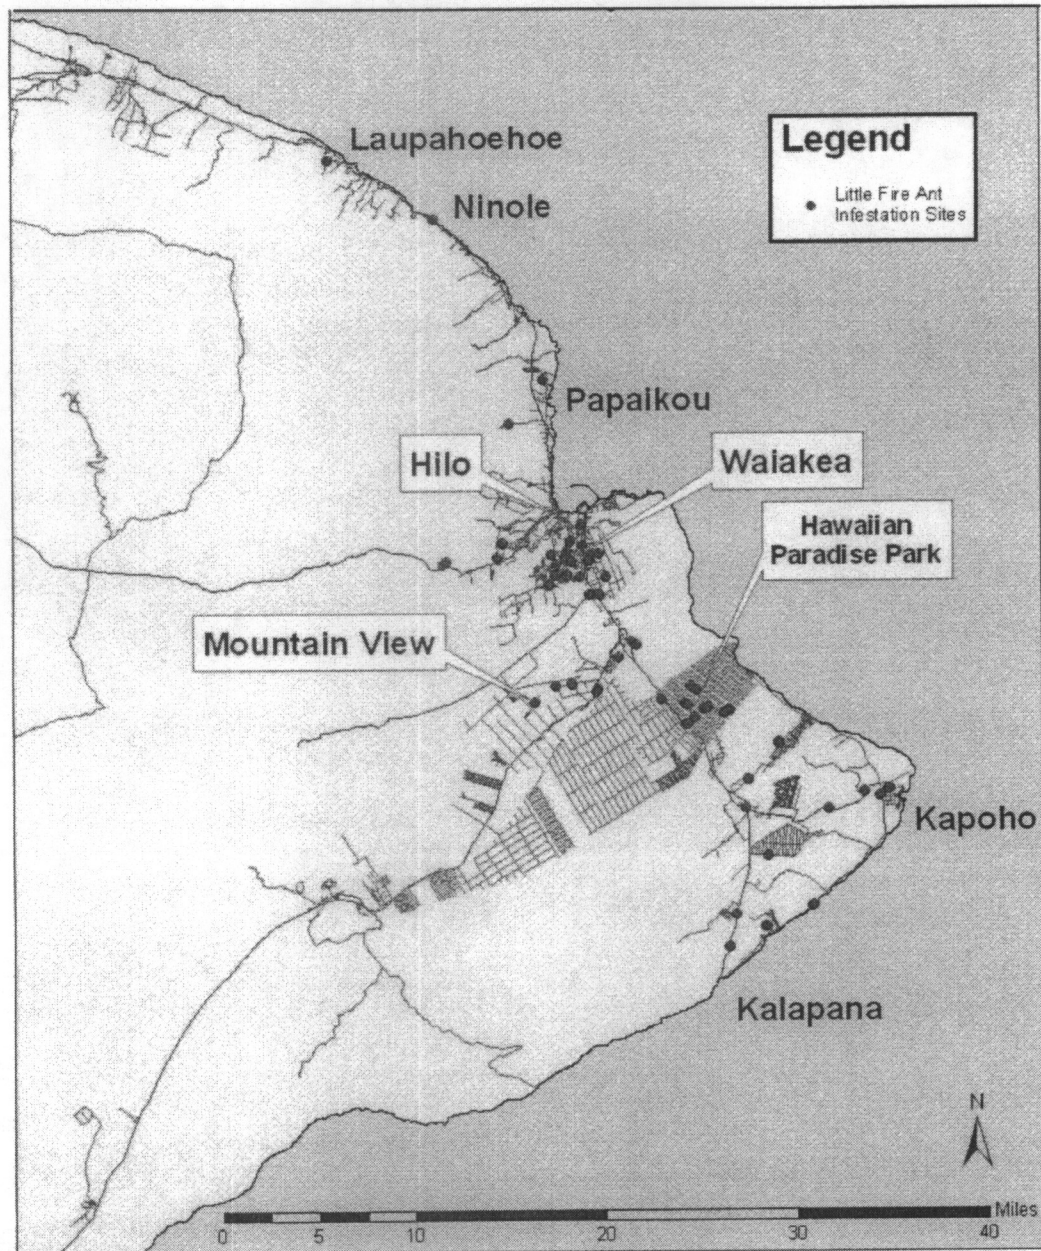 Legend
Little Fire Ant
Infestation Sites
Laupahoehoe
Ninole
Papaikou
Hilo
Waiakea
Hawaiian
Paradise Park
Mountain View
Kapoho
Kalapana
N
Miles
0 5 10 20 30 40